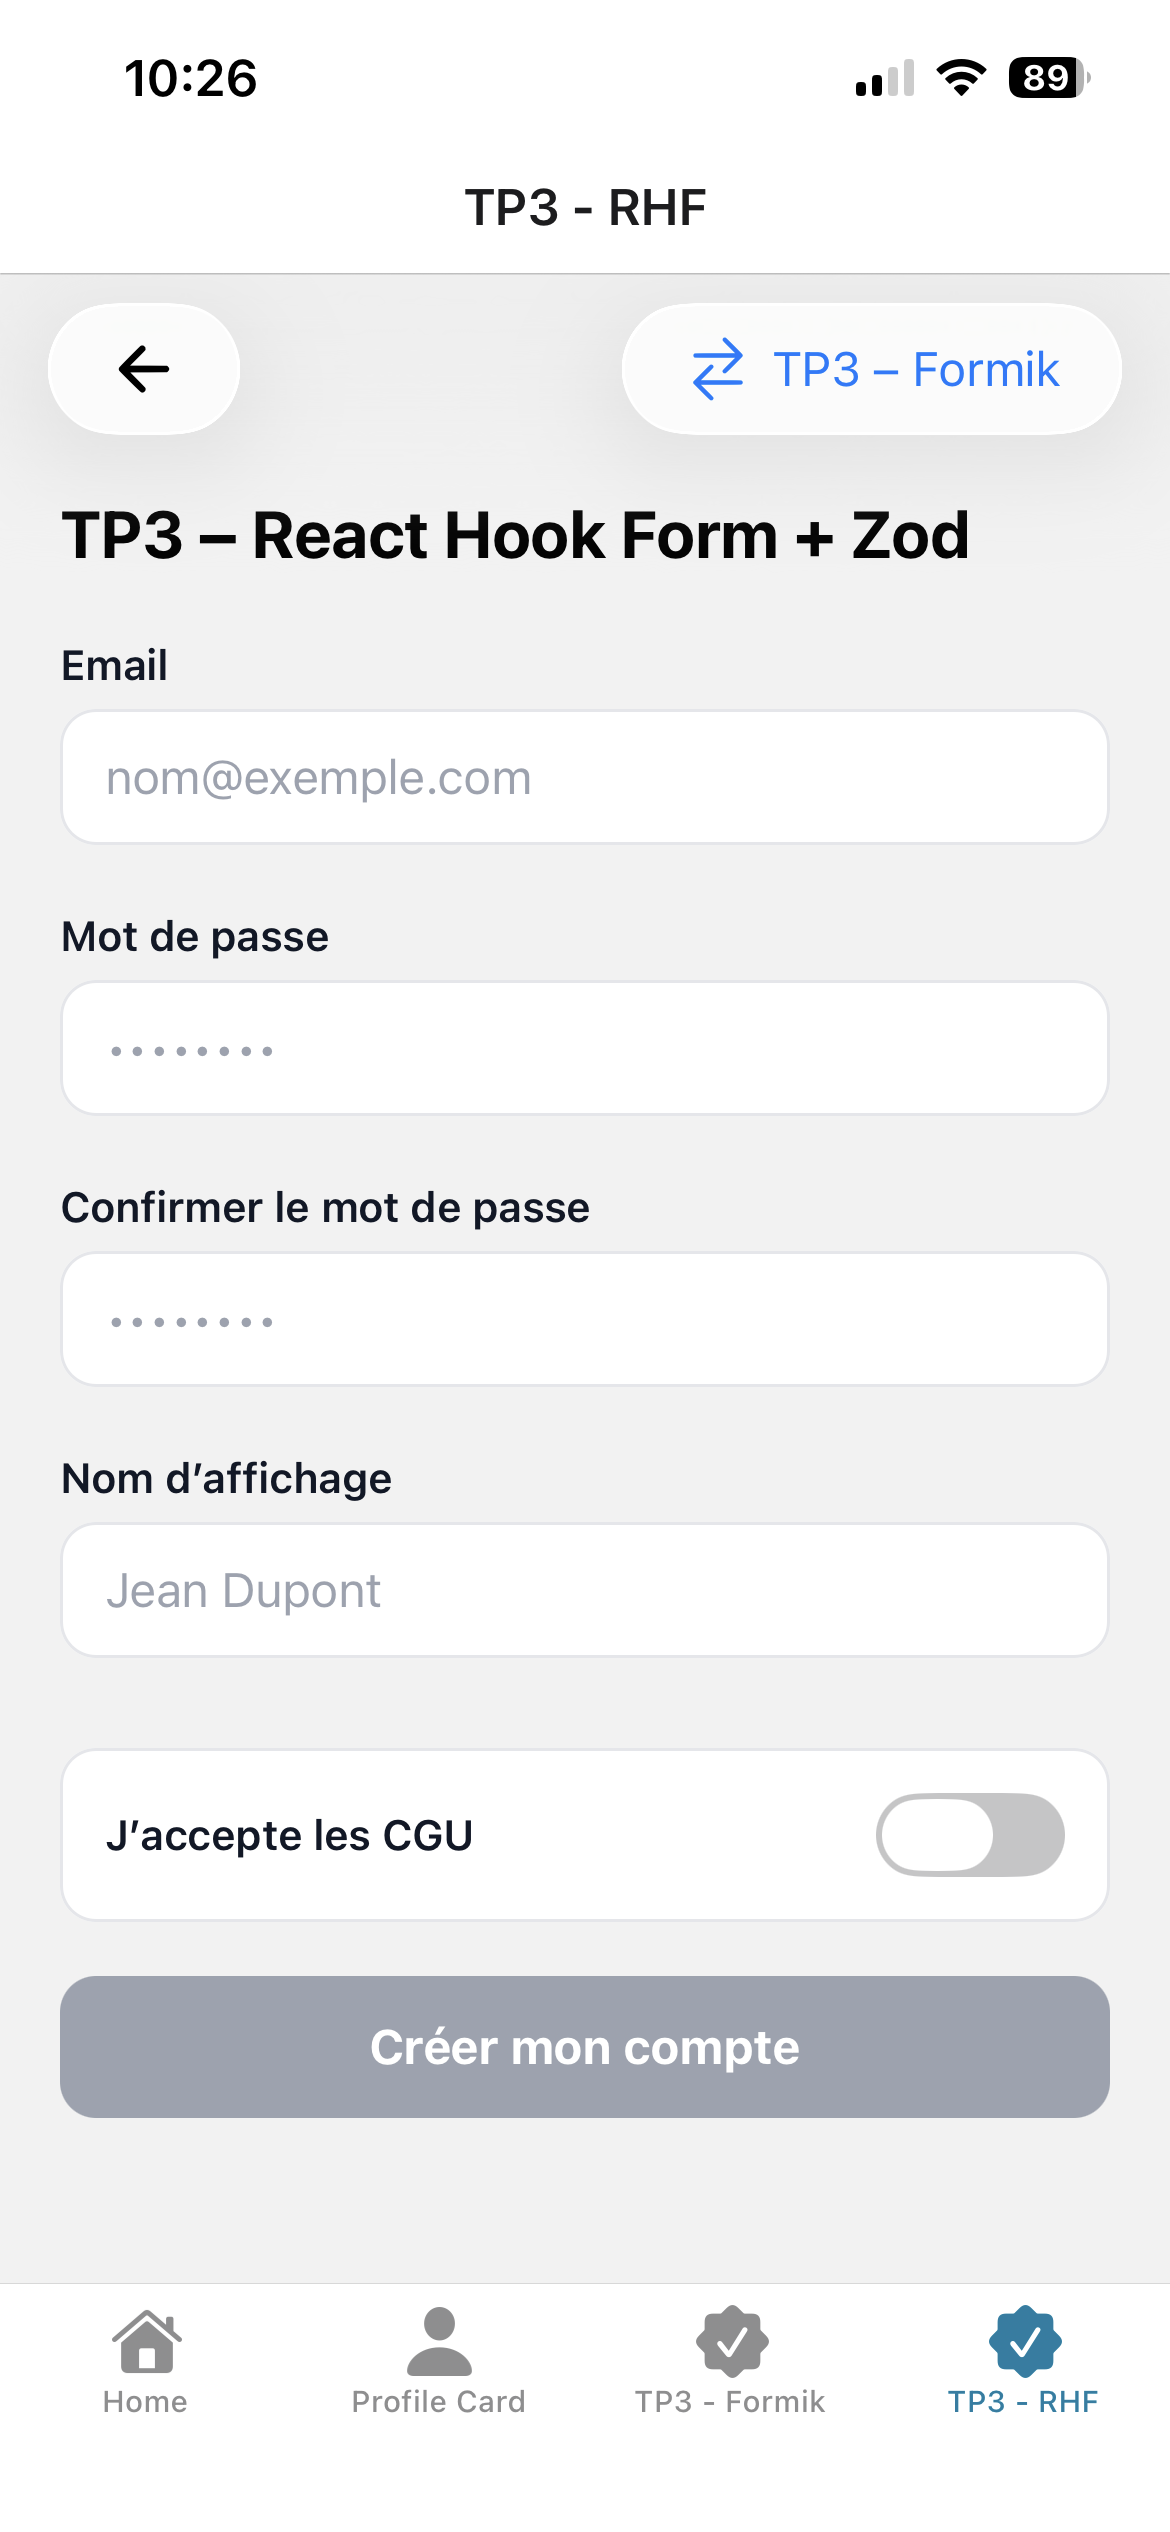 10:26
89
TP3 - RHF
TP3 – Formik
TP3 – React Hook Form + Zod
Email
nom@exemple.com
Mot de passe
••••••••
Confirmer le mot de passe
••••••••
Nom d’affichage
Jean Dupont
J’accepte les CGU
Créer mon compte
Home
Profile Card
TP3 - Formik
TP3 - RHF